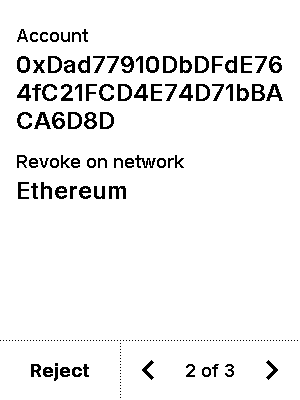 Account
0xDad77910DbDFdE76
4fC21FCD4E74D71bBA
CA6D8D
Revoke on network
Ethereum
Reject
2 of 3